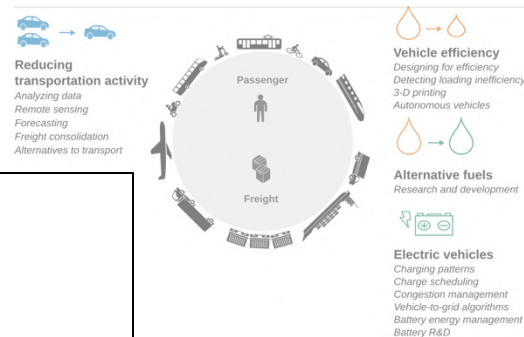 Reducing
transportation activity
Analyzing data
Remote sensing
Forecasting
Freight consolidation
Alternatives to transport
Passenger
Freight
Vehicle efficiency
Designing for efficiency
Detecting loading inefficiency
3-D printing
Autonomous vehicles
Alternative fuels
Research and development
Electric vehicles
Charging patterns
Charge scheduling
Congestion management
Vehicle-to-grid algorithms
Battery energy management
Battery R&D